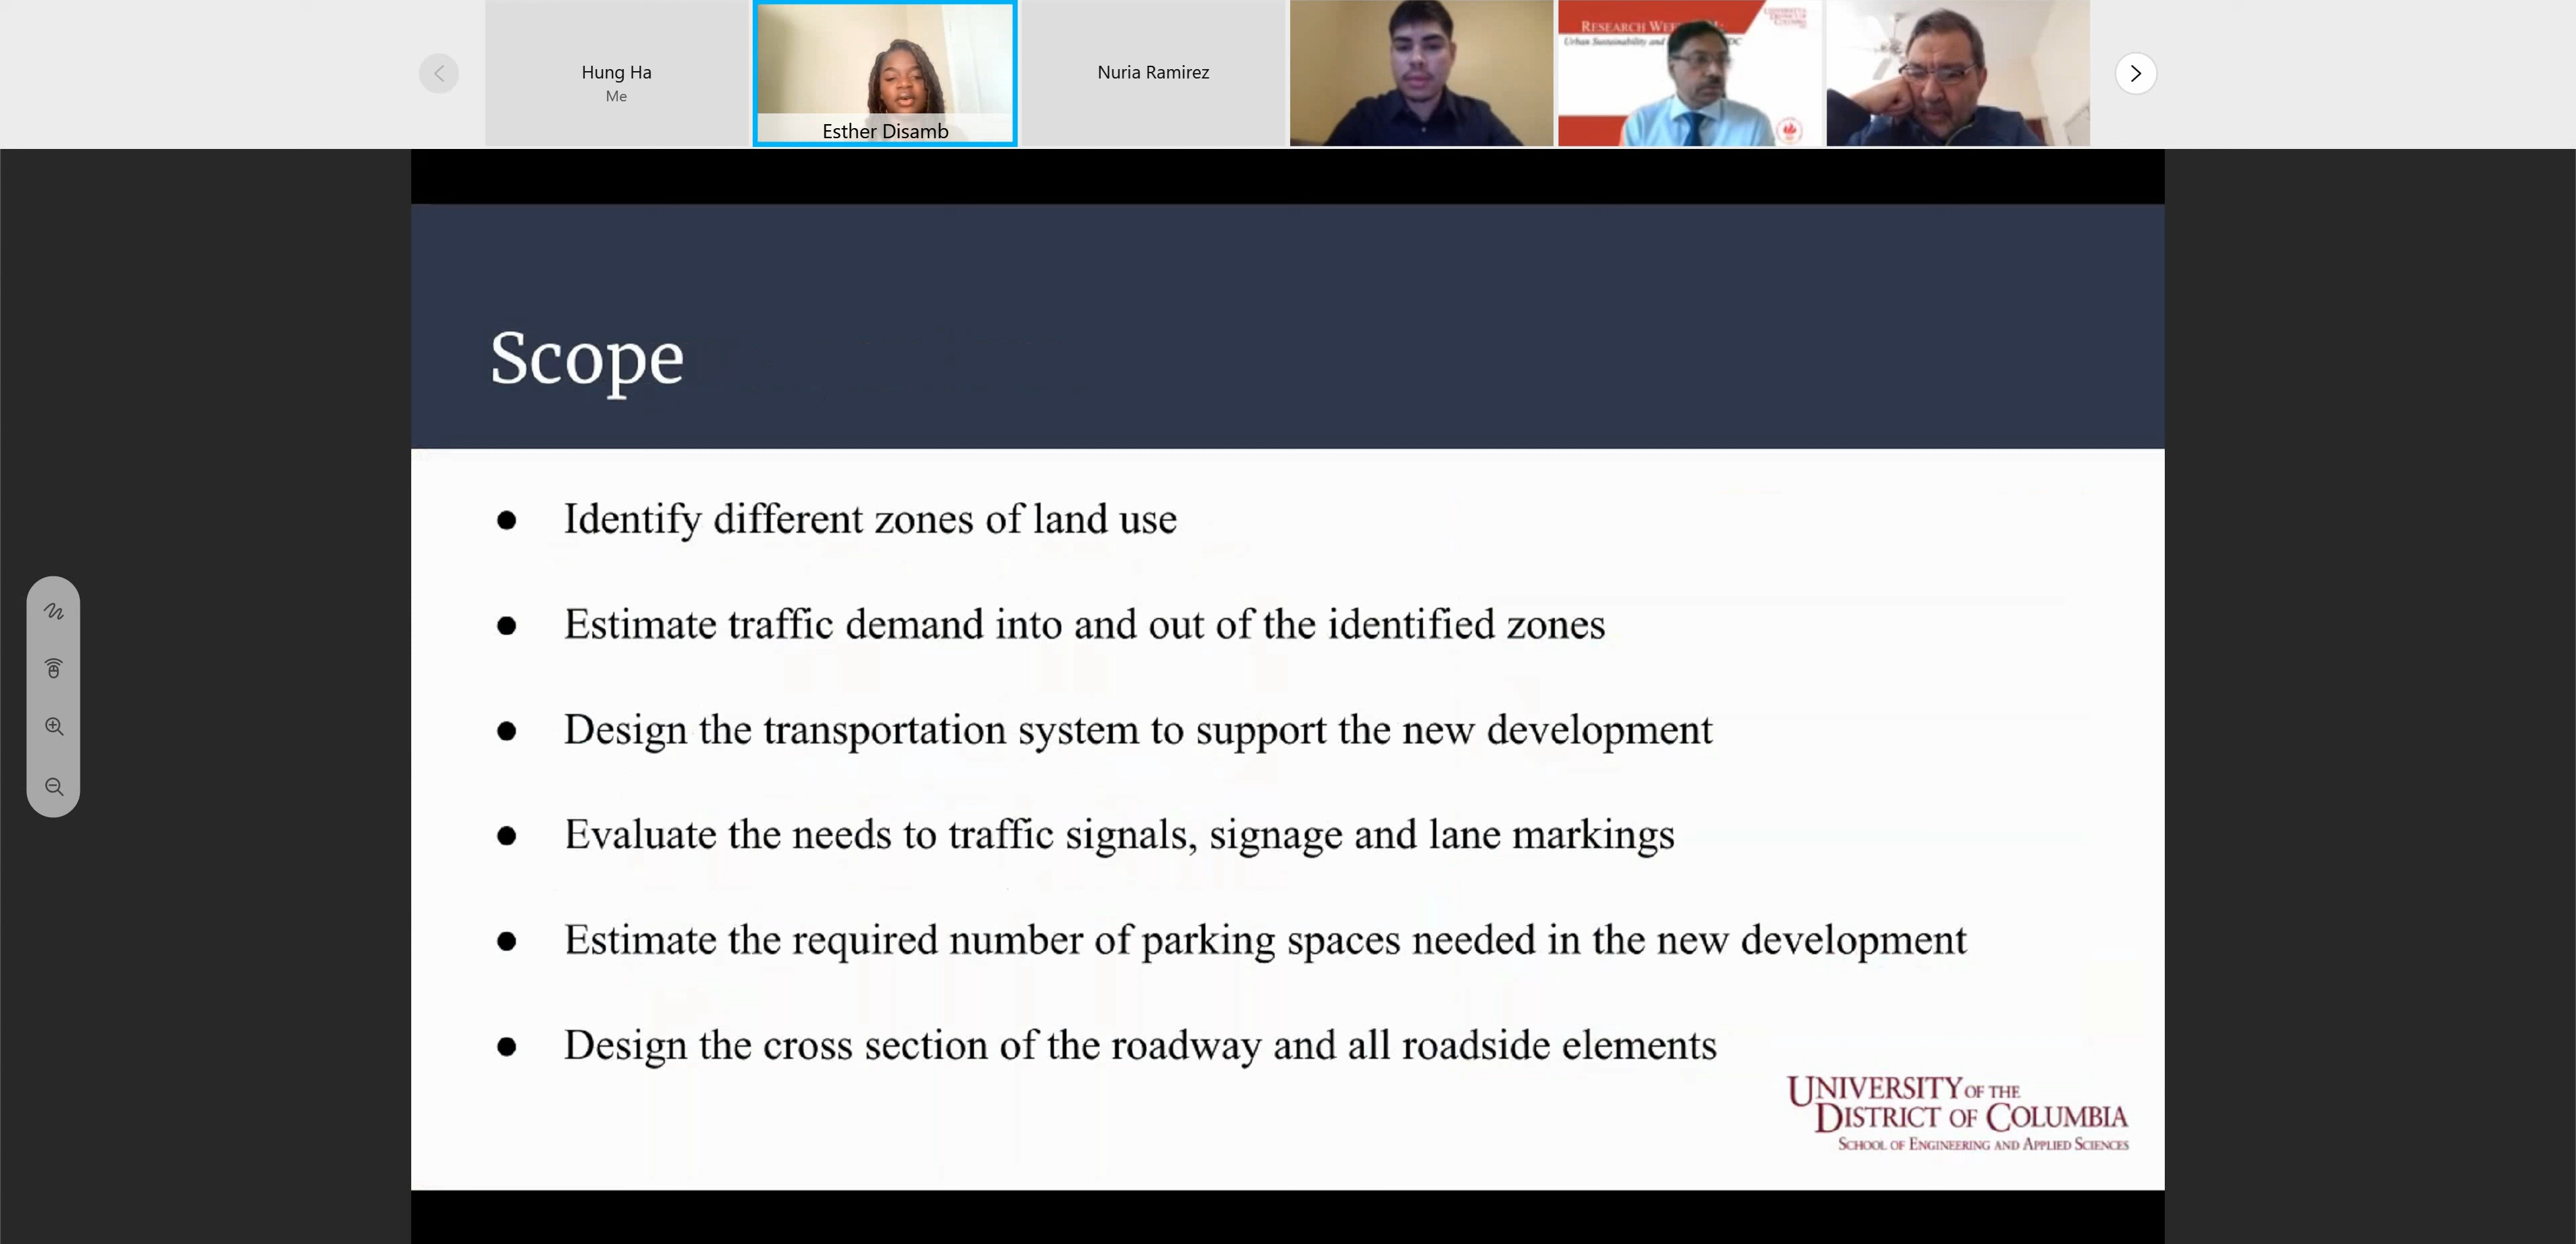 Hung Ha
Me
Esther Disamb
Nuria Ramirez
Urban Sustainability and
Scope
Identify different zones of land use
Estimate traffic demand into and out of the identified zones
Design the transportation system to support the new development
Evaluate the needs to traffic signals, signage and lane markings
Estimate the required number of parking spaces needed in the new development
Design the cross section of the roadway and all roadside elements
UNIVERSITY OF THE
DISTRICT OF COLUMBIA
SCHOOL OF ENGINEERING AND APPLIED SCIENCES